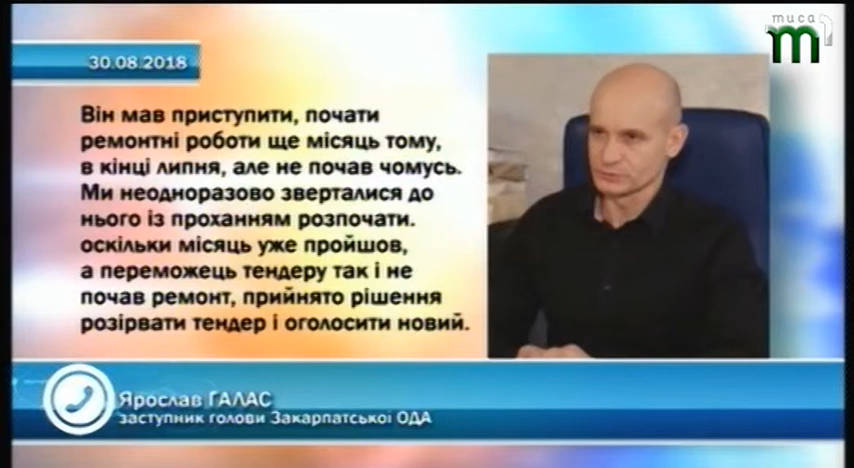 тиса 1
30.08.2018
Він мав приступити, почати
ремонтні роботи ще місяць тому,
в кінці липня, але не почав чомусь.
Ми неодноразово зверталися до
нього із проханням розпочати.
оскільки місяць уже пройшов,
а переможець тендеру так і не
почав ремонт, прийнято рішення
розірвати тендер і оголосити новий.
Ярослав ГАЛАС
заступник голови Закарпатської ОДА